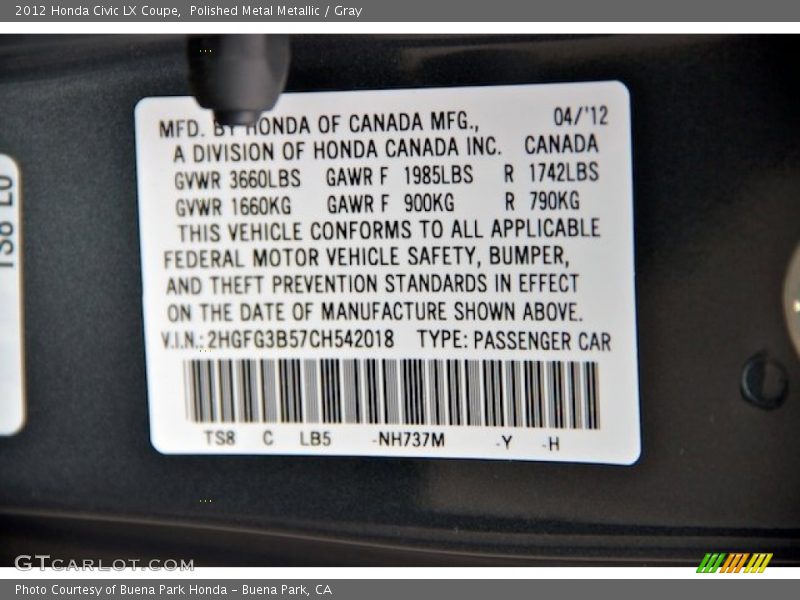 2012 Honda Civic LX Coupe, Polished Metal Metallic / Gray
MFD. BY HONDA OF CANADA MFG., 04/'12
A DIVISION OF HONDA CANADA INC. CANADA
GVWR 3660LBS GAWR F 1985LBS R 1742LBS
GVWR 1660KG GAWR F 900KG R 790KG
THIS VEHICLE CONFORMS TO ALL APPLICABLE
FEDERAL MOTOR VEHICLE SAFETY, BUMPER,
AND THEFT PREVENTION STANDARDS IN EFFECT
ON THE DATE OF MANUFACTURE SHOWN ABOVE.
V.I.N.: 2HGFG3B57CH542018 TYPE: PASSENGER CAR
TS8 C LB5 -NH737M -Y -H
GTCARLOT.COM
Photo Courtesy of Buena Park Honda – Buena Park, CA